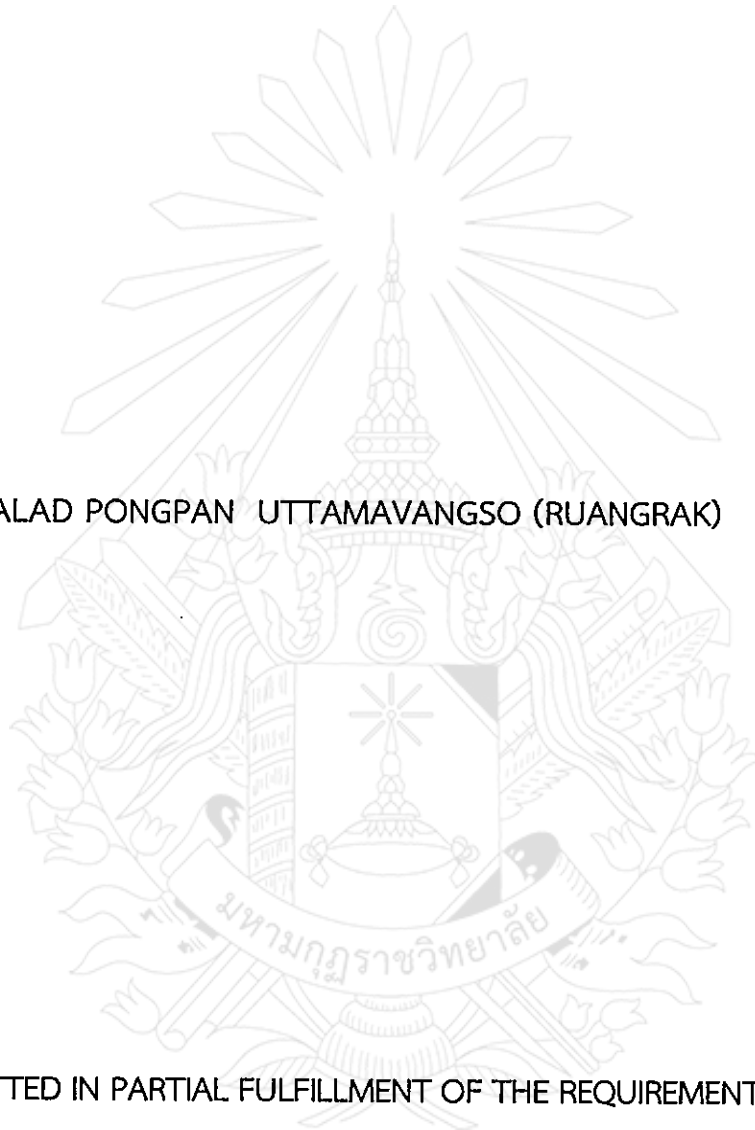 ALAD PONGPAN UTTAMAVANGSO (RUANGRAK)
มหามกุฏราชวิทยาลัย
TTED IN PARTIAL FULFILLMENT OF THE REQUIREMENT